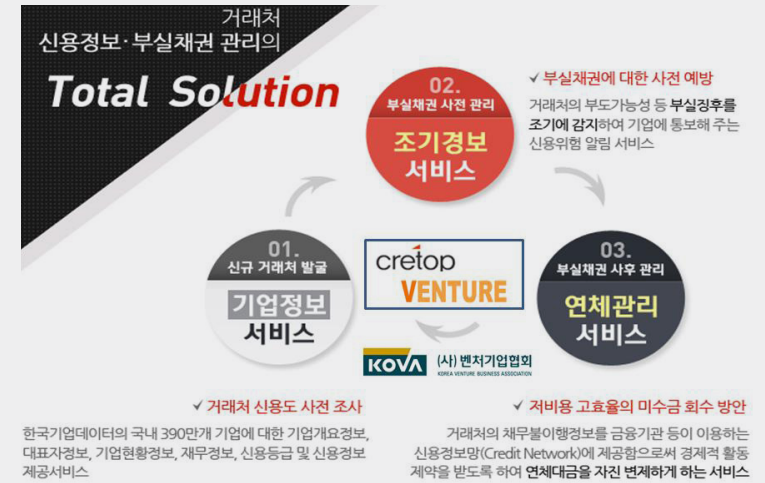 거래처
신용정보·부실채권 관리의
Total Solution
02.
부실채권 사전 관리
조기경보
서비스
✓ 부실채권에 대한 사전 예방
거래처의 부도가능성 등 부실징후를
조기에 감지하여 기업에 통보해 주는
신용위험 알림 서비스
01.
신규 거래처 발굴
기업정보
서비스
cretop
VENTURE
03.
부실채권 사후 관리
연체관리
서비스
KOVA (사)벤처기업협회
KOREA VENTURE BUSINESS ASSOCIATION
✓ 거래처 신용도 사전 조사
한국기업데이터의 국내 390만개 기업에 대한 기업개요정보,
대표자정보, 기업현황정보, 재무정보, 신용등급 및 신용정보
제공서비스
✓ 저비용 고효율의 미수금 회수 방안
거래처의 채무불이행정보를 금융기관 등이 이용하는
신용정보망(Credit Network)에 제공함으로써 경제적 활동
제약을 받도록 하여 연체대금을 자진 변제하게 하는 서비스